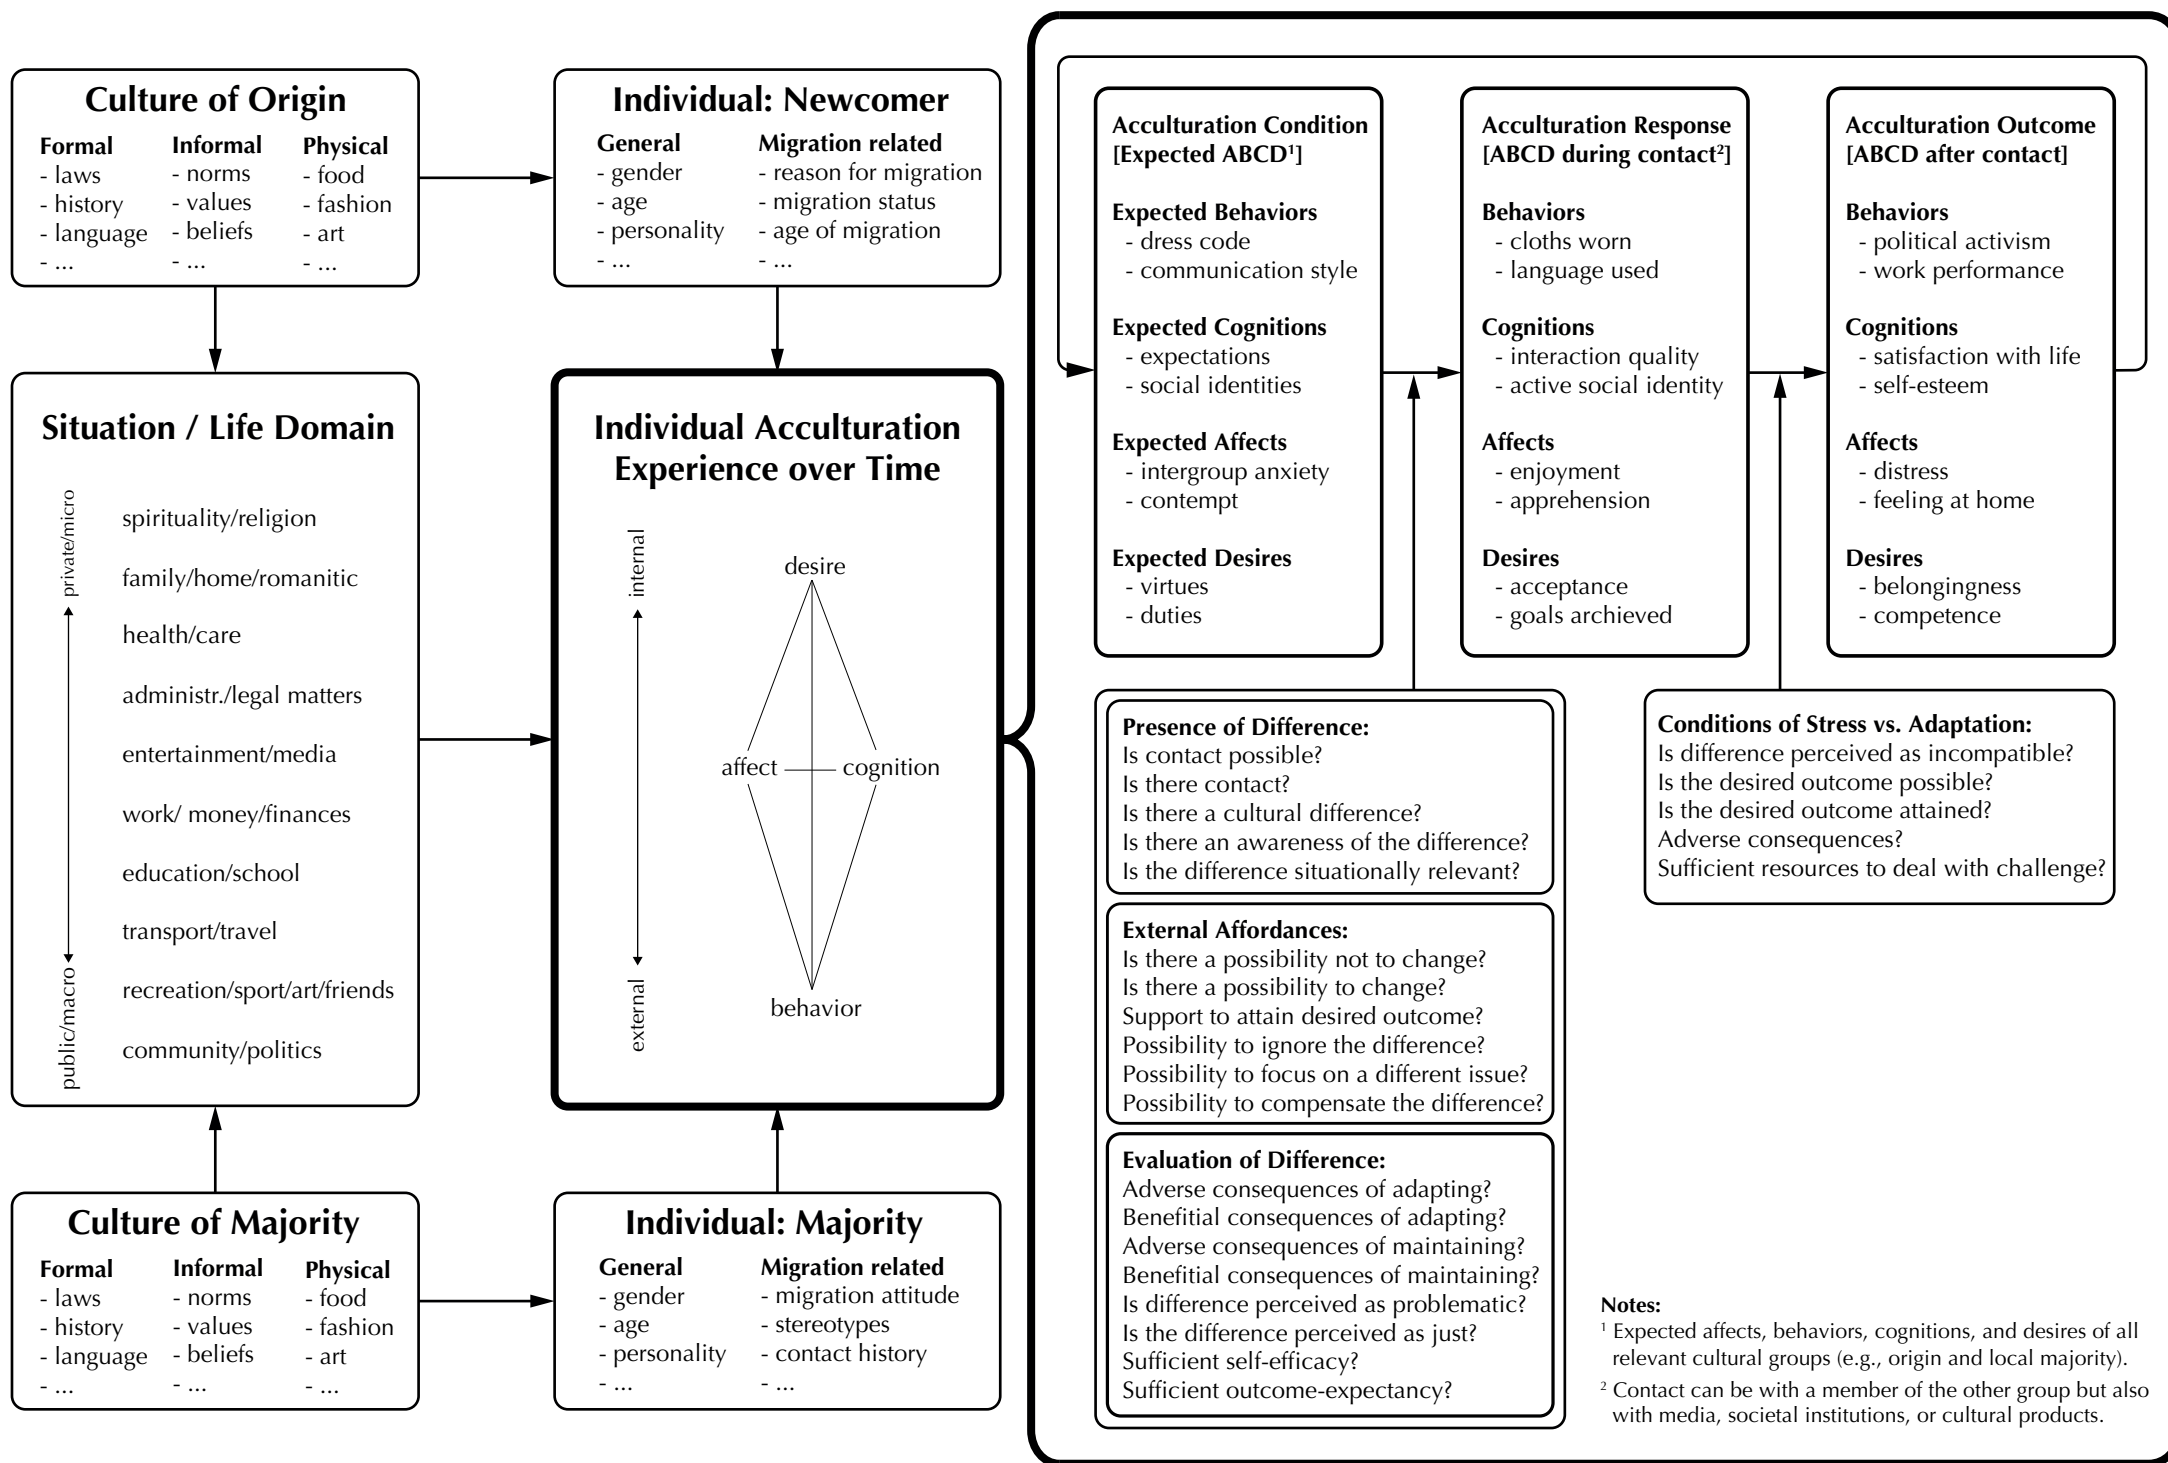 Culture of Origin
Formal
- laws
- history
- language
- ...
Informal
- norms
- values
- beliefs
- ...
Physical
- food
- fashion
- art
- ...
Individual: Newcomer
General
- gender
- age
- personality
- ...
Migration related
- reason for migration
- migration status
- age of migration
- ...
Situation / Life Domain
private/micro
public/macro
spirituality/religion
family/home/romanitic
health/care
administr./legal matters
entertainment/media
work/ money/finances
education/school
transport/travel
recreation/sport/art/friends
community/politics
Individual Acculturation
Experience over Time
internal
external
desire
affect
cognition
behavior
Culture of Majority
Formal
- laws
- history
- language
- ...
Informal
- norms
- values
- beliefs
- ...
Physical
- food
- fashion
- art
- ...
Individual: Majority
General
- gender
- age
- personality
- ...
Migration related
- migration attitude
- stereotypes
- contact history
- ...
Acculturation Condition
[Expected ABCD¹]
Expected Behaviors
- dress code
- communication style
Expected Cognitions
- expectations
- social identities
Expected Affects
- intergroup anxiety
- contempt
Expected Desires
- virtues
- duties
Acculturation Response
[ABCD during contact²]
Behaviors
- cloths worn
- language used
Cognitions
- interaction quality
- active social identity
Affects
- enjoyment
- apprehension
Desires
- acceptance
- goals archieved
Acculturation Outcome
[ABCD after contact]
Behaviors
- political activism
- work performance
Cognitions
- satisfaction with life
- self-esteem
Affects
- distress
- feeling at home
Desires
- belongingness
- competence
Presence of Difference:
Is contact possible?
Is there contact?
Is there a cultural difference?
Is there an awareness of the difference?
Is the difference situationally relevant?
External Affordances:
Is there a possibility not to change?
Is there a possibility to change?
Support to attain desired outcome?
Possibility to ignore the difference?
Possibility to focus on a different issue?
Possibility to compensate the difference?
Evaluation of Difference:
Adverse consequences of adapting?
Benefitial consequences of adapting?
Adverse consequences of maintaining?
Benefitial consequences of maintaining?
Is difference perceived as problematic?
Is the difference perceived as just?
Sufficient self-efficacy?
Sufficient outcome-expectancy?
Conditions of Stress vs. Adaptation:
Is difference perceived as incompatible?
Is the desired outcome possible?
Is the desired outcome attained?
Adverse consequences?
Sufficient resources to deal with challenge?
Notes:
¹ Expected affects, behaviors, cognitions, and desires of all
relevant cultural groups (e.g., origin and local majority).
² Contact can be with a member of the other group but also
with media, societal institutions, or cultural products.